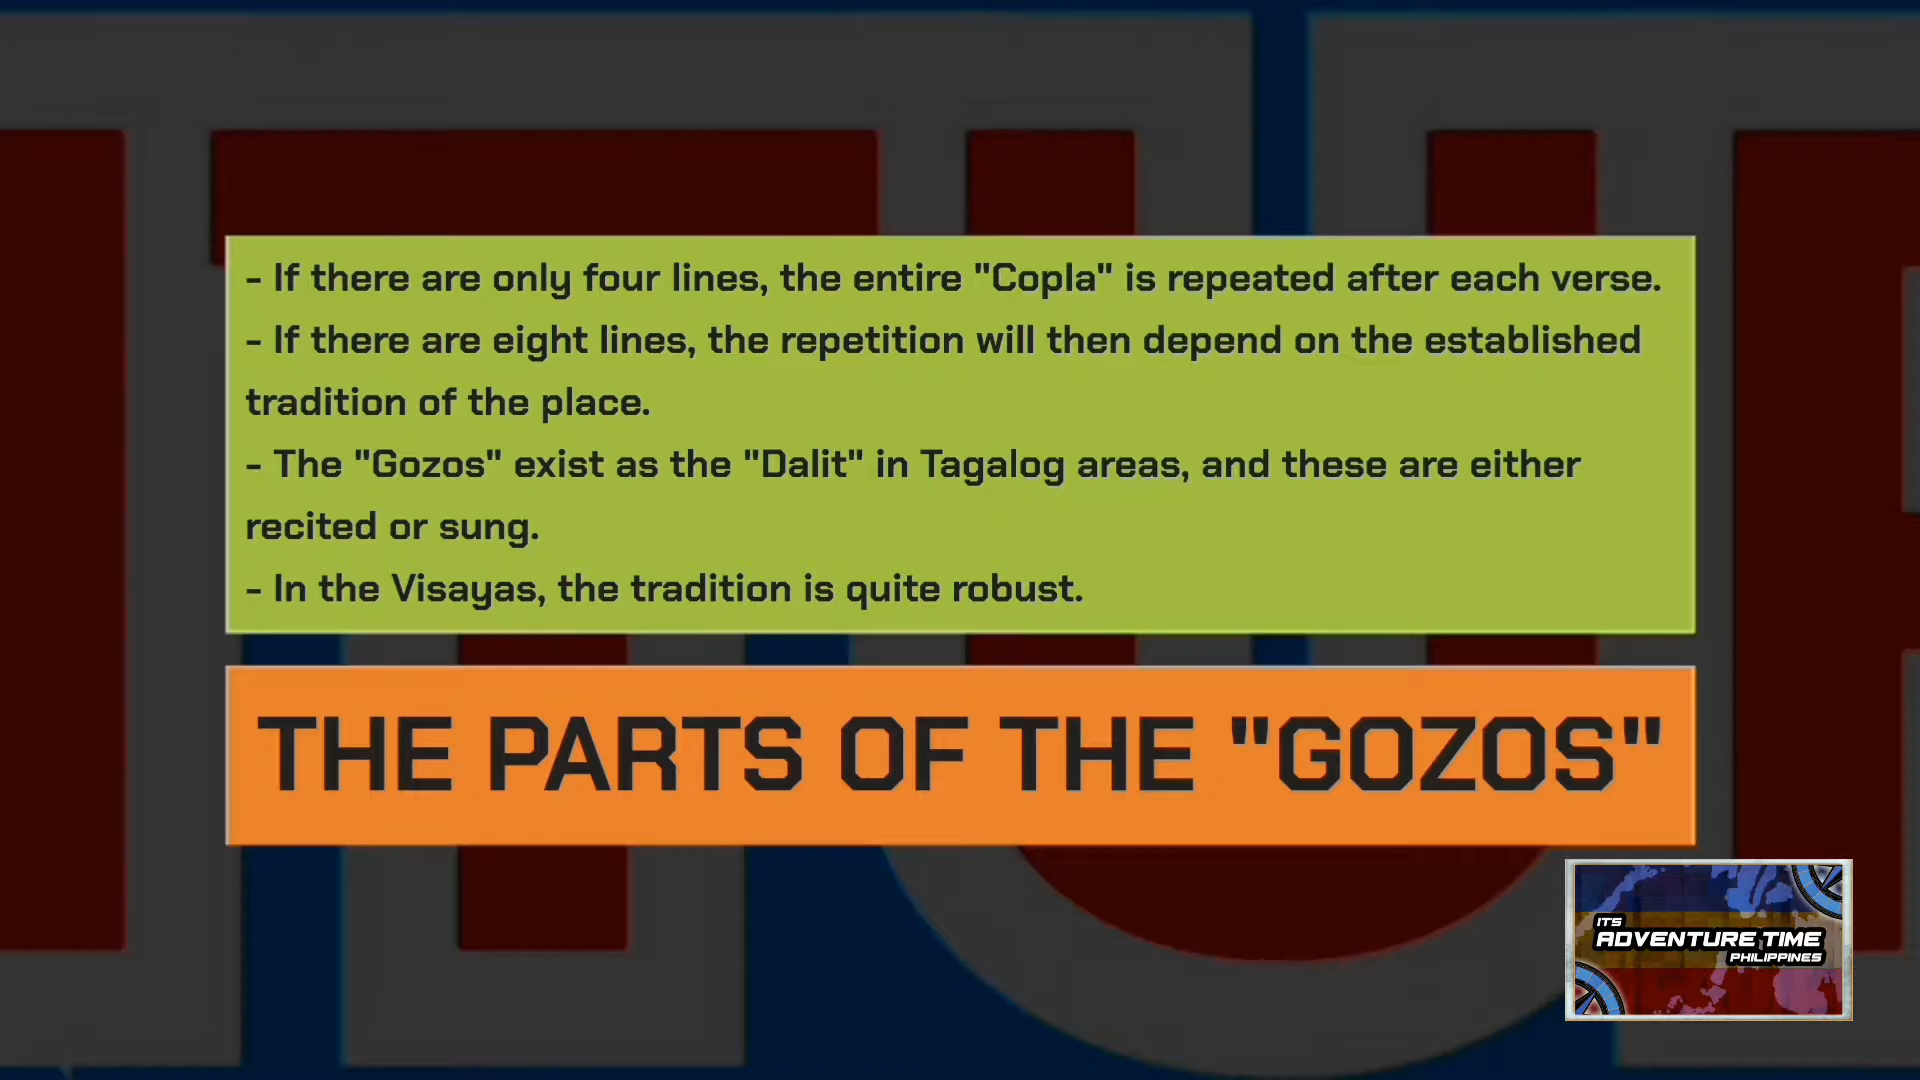 - If there are only four lines, the entire "Copla" is repeated after each verse.
- If there are eight lines, the repetition will then depend on the established
tradition of the place.
- The "Gozos" exist as the "Dalit" in Tagalog areas, and these are either
recited or sung.
- In the Visayas, the tradition is quite robust.
THE PARTS OF THE "GOZOS"
ITS
ADVENTURE TIME
PHILIPPINES